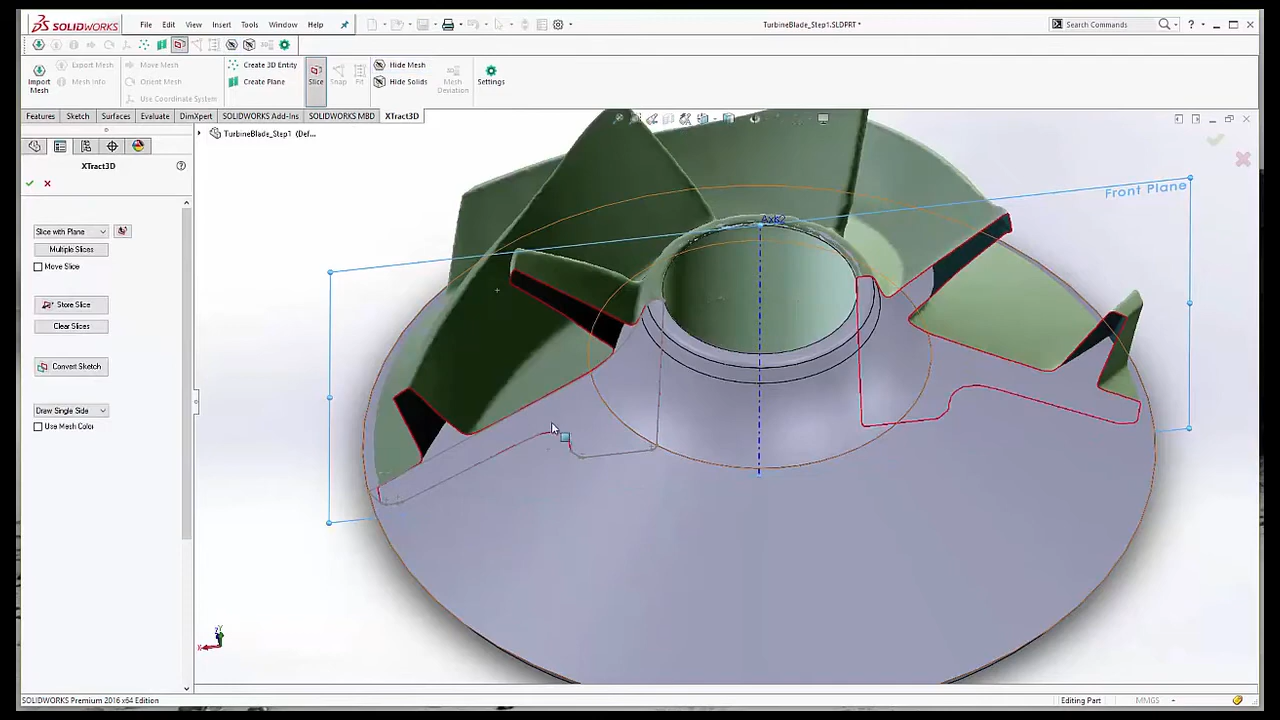 SOLIDWORKS File Edit View Insert Tools Window Help TurbineBlade_Step1.SLDPRT * Search Commands ?
Import Mesh Export Mesh Mesh Info Move Mesh Orient Mesh Use Coordinate System Create 3D Entity Create Plane Slice Snap Fit Hide Mesh Hide Solids Mesh Deviation Settings
Features Sketch Surfaces Evaluate DimXpert SOLIDWORKS Add-Ins SOLIDWORKS MBD XTract3D
TurbineBlade_Step1 (Def...
XTract3D ?
Slice with Plane
Multiple Slices
Move Slice
Store Slice
Clear Slices
Convert Sketch
Draw Single Side
Use Mesh Color
Front Plane
Axis2
SOLIDWORKS Premium 2016 x64 Edition Editing Part MMGS